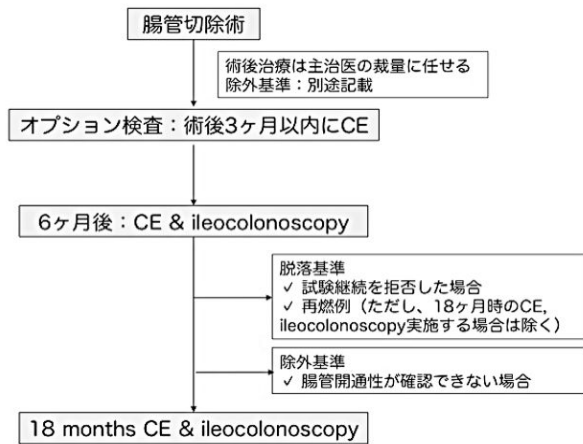 腸管切除術
術後治療は主治医の裁量に任せる
除外基準：別途記載
オプション検査：術後3ヶ月以内にCE
6ヶ月後：CE & ileocolonoscopy
脱落基準
✓ 試験継続を拒否した場合
✓ 再燃例（ただし、18ヶ月時のCE,
ileocolonoscopy実施する場合は除く）
除外基準
✓ 腸管開通性が確認できない場合
18 months CE & ileocolonoscopy